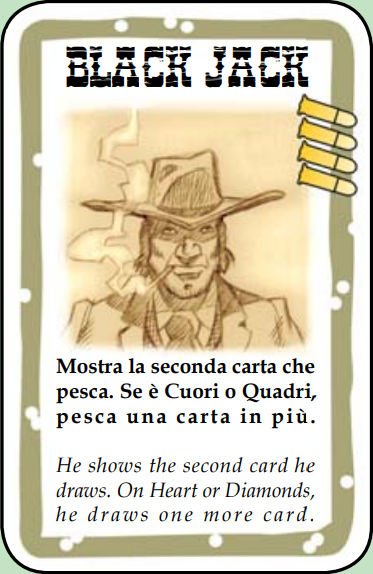 BLACK JACK
Mostra la seconda carta che
pesca. Se è Cuori o Quadri,
pesca una carta in più.
He shows the second card he
draws. On Heart or Diamonds,
he draws one more card.